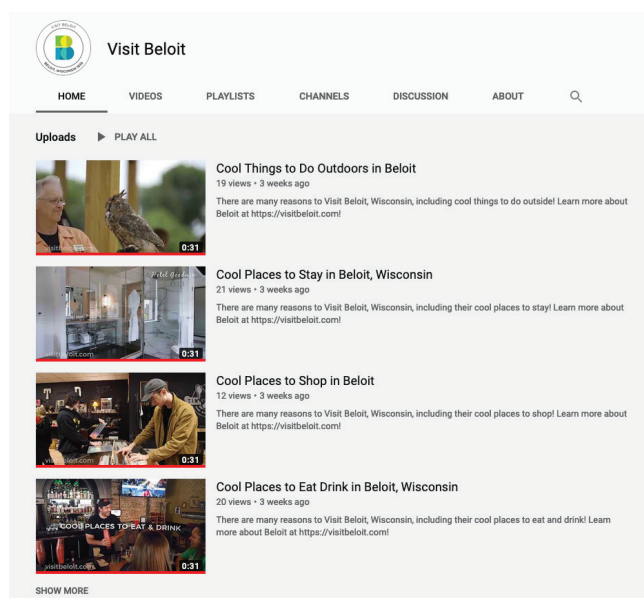 VISIT BELOIT
BELOIT, WISCONSIN
Visit Beloit
HOME VIDEOS PLAYLISTS CHANNELS DISCUSSION ABOUT
Uploads PLAY ALL
Cool Things to Do Outdoors in Beloit
19 views • 3 weeks ago
There are many reasons to Visit Beloit, Wisconsin, including cool things to do outside! Learn more about
Beloit at https://visitbeloit.com!
visitbeloit.com 0:31
Hotel Goodwin
Cool Places to Stay in Beloit, Wisconsin
21 views • 3 weeks ago
There are many reasons to Visit Beloit, Wisconsin, including their cool places to stay! Learn more about
Beloit at https://visitbeloit.com!
visitbeloit.com 0:31
Cool Places to Shop in Beloit
12 views • 3 weeks ago
There are many reasons to Visit Beloit, Wisconsin, including their cool places to shop! Learn more about
Beloit at https://visitbeloit.com!
visitbeloit.com 0:31
Cool Places to Eat Drink in Beloit, Wisconsin
20 views • 3 weeks ago
There are many reasons to Visit Beloit, Wisconsin, including their cool places to eat and drink! Learn
more about Beloit at https://visitbeloit.com!
COOL PLACES TO EAT & DRINK
visitbeloit.com 0:31
SHOW MORE